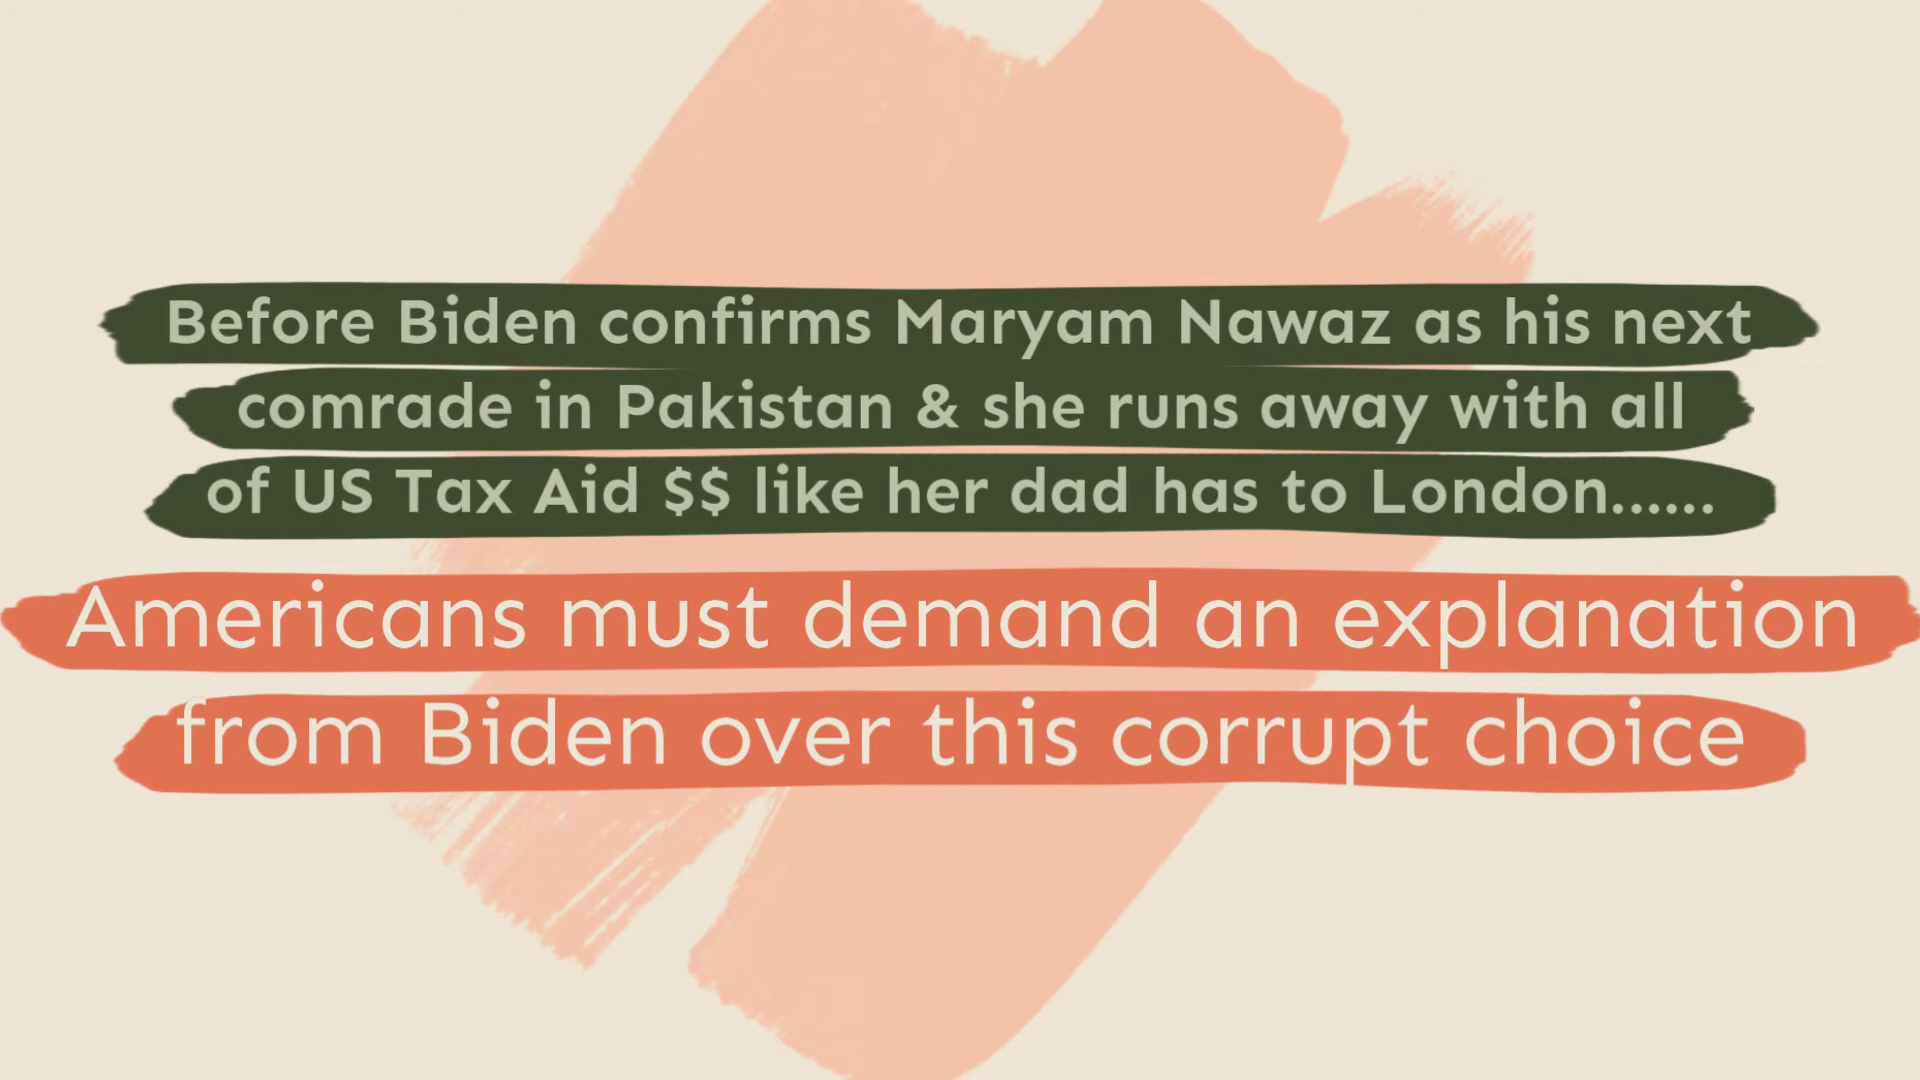 Before Biden confirms Maryam Nawaz as his next
comrade in Pakistan & she runs away with all
of US Tax Aid $$ like her dad has to London......
Americans must demand an explanation
from Biden over this corrupt choice